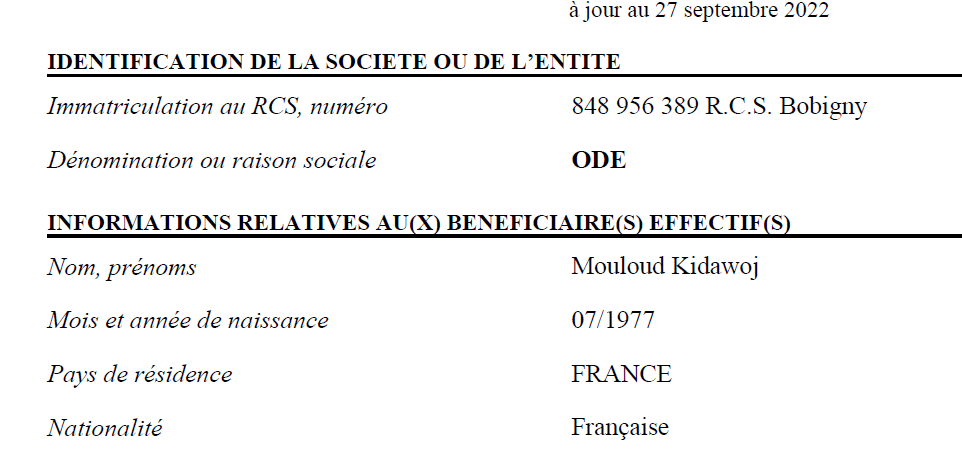 à jour au 27 septembre 2022
IDENTIFICATION DE LA SOCIETE OU DE L'ENTITE
Immatriculation au RCS, numéro 848 956 389 R.C.S. Bobigny
Dénomination ou raison sociale ODE
INFORMATIONS RELATIVES AU(X) BENEFICIAIRE(S) EFFECTIF(S)
Nom, prénoms Mouloud Kidawoj
Mois et année de naissance 07/1977
Pays de résidence FRANCE
Nationalité Française